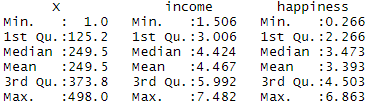 X income happiness
Min. : 1.0 Min. :1.506 Min. :0.266
1st Qu.:125.2 1st Qu.:3.006 1st Qu.:2.266
Median :249.5 Median :4.424 Median :3.473
Mean :249.5 Mean :4.467 Mean :3.393
3rd Qu.:373.8 3rd Qu.:5.992 3rd Qu.:4.503
Max. :498.0 Max. :7.482 Max. :6.863